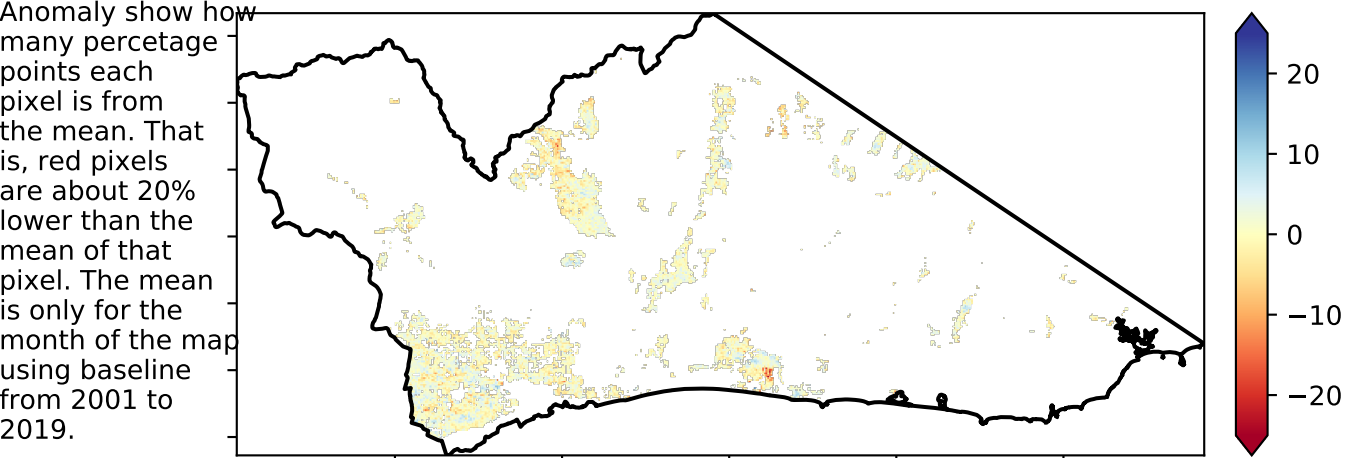 Anomaly show how
many percetage
points each
pixel is from
the mean. That
is, red pixels
are about 20%
lower than the
mean of that
pixel. The mean
is only for the
month of the map
using baseline
from 2001 to
2019.
20
10
0
−10
−20